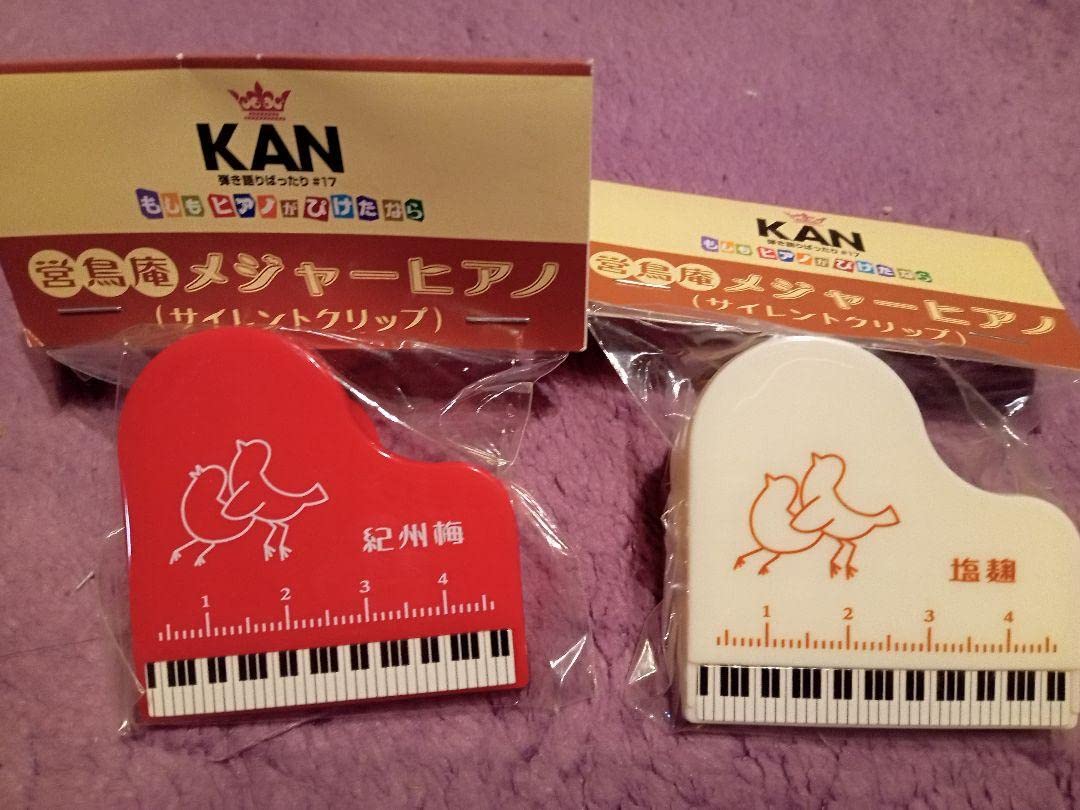 KAN
弾き語りばったり #17
もしもピアノがひけたなら
営鳥庵メジャーピアノ
(サイレントクリップ)
紀州梅
1 2 3 4
KAN
弾き語りばったり #17
もしもピアノがひけたなら
営鳥庵メジャーピアノ
(サイレントクリップ)
塩麹
1 2 3 4